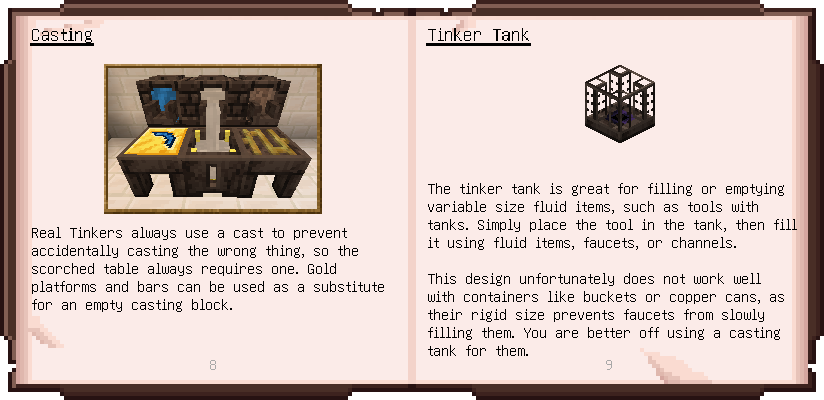 Casting
Real Tinkers always use a cast to prevent
accidentally casting the wrong thing, so the
scorched table always requires one. Gold
platforms and bars can be used as a substitute
for an empty casting block.
8
Tinker Tank
The tinker tank is great for filling or emptying
variable size fluid items, such as tools with
tanks. Simply place the tool in the tank, then fill
it using fluid items, faucets, or channels.
This design unfortunately does not work well
with containers like buckets or copper cans, as
their rigid size prevents faucets from slowly
filling them. You are better off using a casting
tank for them.
9